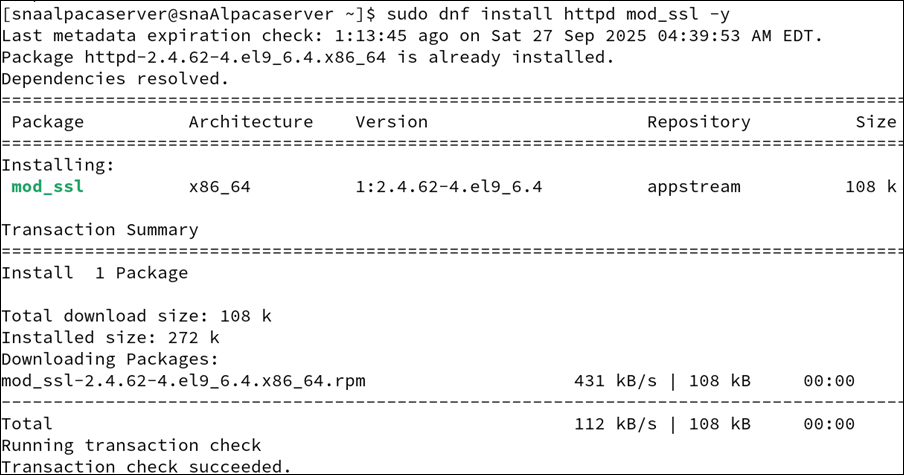 [snaalpacaserver@snaAlpacaserver ~]$ sudo dnf install httpd mod_ssl -y
Last metadata expiration check: 1:13:45 ago on Sat 27 Sep 2025 04:39:53 AM EDT.
Package httpd-2.4.62-4.el9_6.4.x86_64 is already installed.
Dependencies resolved.
================================================================================
Package Architecture Version Repository Size
================================================================================
Installing:
mod_ssl x86_64 1:2.4.62-4.el9_6.4 appstream 108 k
Transaction Summary
================================================================================
Install 1 Package
Total download size: 108 k
Installed size: 272 k
Downloading Packages:
mod_ssl-2.4.62-4.el9_6.4.x86_64.rpm 431 kB/s | 108 kB 00:00
--------------------------------------------------------------------------------
Total 112 kB/s | 108 kB 00:00
Running transaction check
Transaction check succeeded.